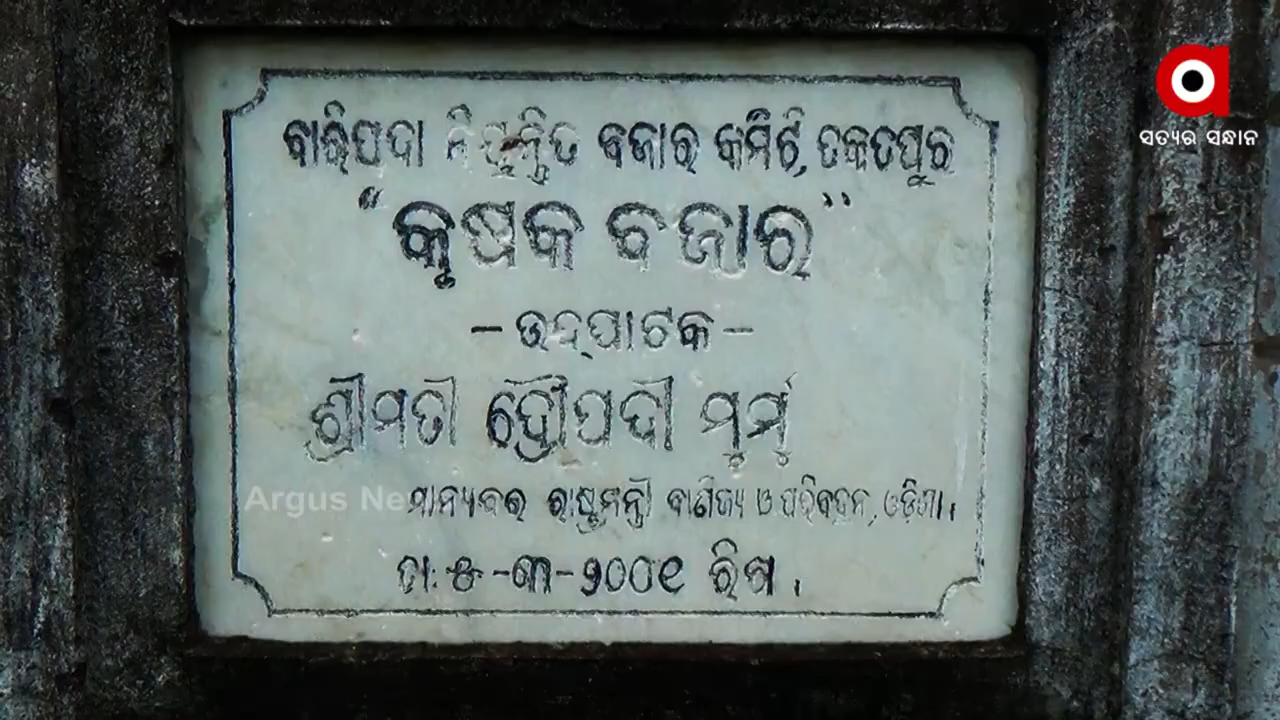 ସତ୍ୟର ସନ୍ଧାନ
ବାରିପଦା ନିୟନ୍ତ୍ରିତ ବଜାର କମିଟି, ତକତପୁର
“କୃଷକ ବଜାର”
– ଉଦ୍‌ଘାଟକ –
ଶ୍ରୀମତୀ ଦ୍ରୌପଦୀ ମୁର୍ମୁ
Argus Ne
ମାନ୍ୟବର ରାଷ୍ଟ୍ରମନ୍ତ୍ରୀ ବାଣିଜ୍ୟ ଓ ପରିବହନ, ଓଡ଼ିଶା।
ତା: ୫-୩-୨୦୦୧ ରିଖ ।